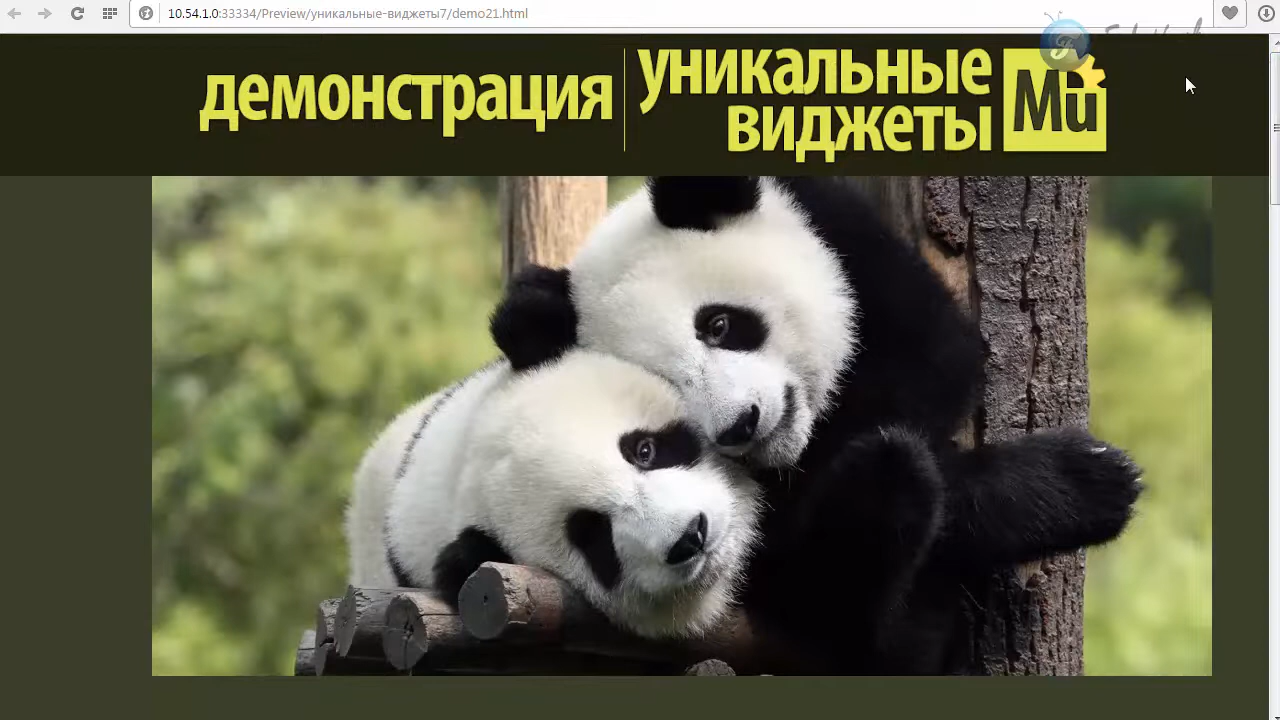 10.54.1.0:33334/Preview/уникальные-виджеты7/demo21.html
демонстрация
уникальные
виджеты
Mu